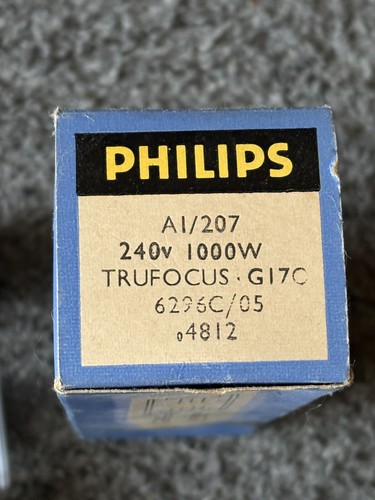 PHILIPS
A1/207
240v 1000W
TRUFOCUS · G17C
6296C/05
04812